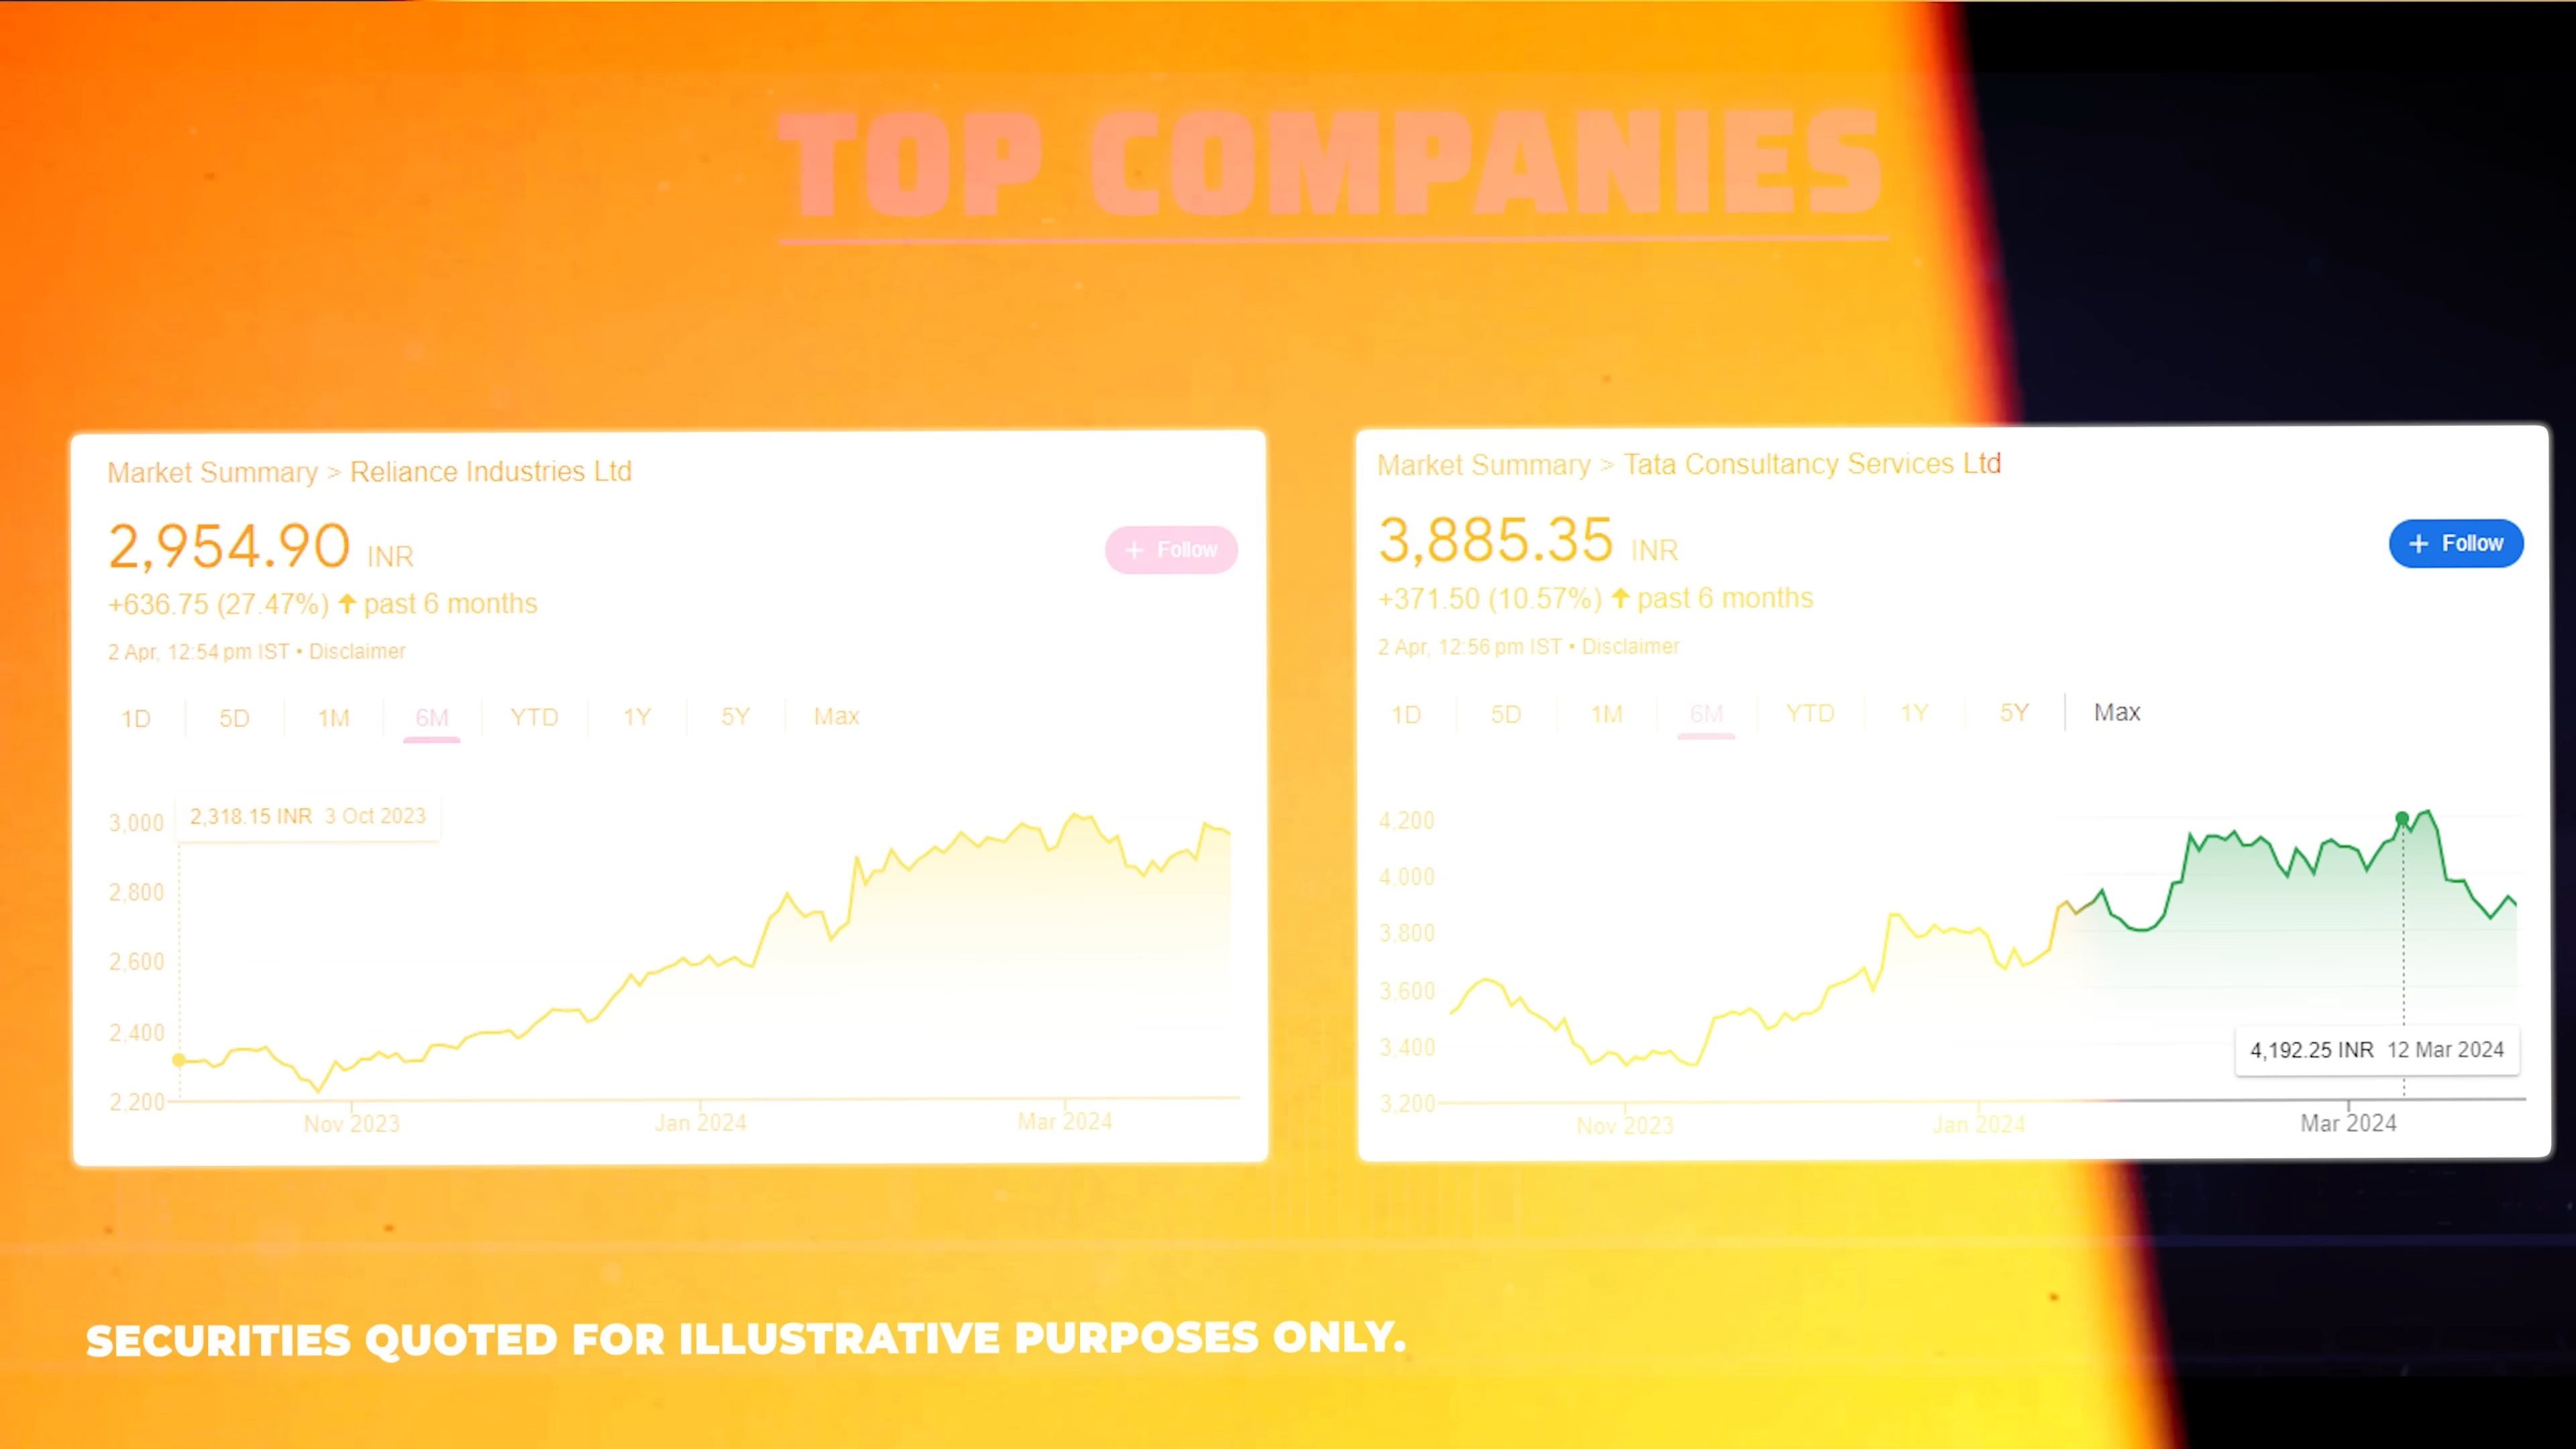 TOP COMPANIES
Market Summary > Reliance Industries Ltd
2,954.90 INR
+ Follow
+636.75 (27.47%) ↑ past 6 months
2 Apr, 12:54 pm IST • Disclaimer
1D 5D 1M 6M YTD 1Y 5Y Max
2,318.15 INR 3 Oct 2023
3,000
2,800
2,600
2,400
2,200
Nov 2023 Jan 2024 Mar 2024
Market Summary > Tata Consultancy Services Ltd
3,885.35 INR
+ Follow
+371.50 (10.57%) ↑ past 6 months
2 Apr, 12:56 pm IST • Disclaimer
1D 5D 1M 6M YTD 1Y 5Y Max
4,200
4,000
3,800
3,600
3,400
3,200
4,192.25 INR 12 Mar 2024
Nov 2023 Jan 2024 Mar 2024
SECURITIES QUOTED FOR ILLUSTRATIVE PURPOSES ONLY.